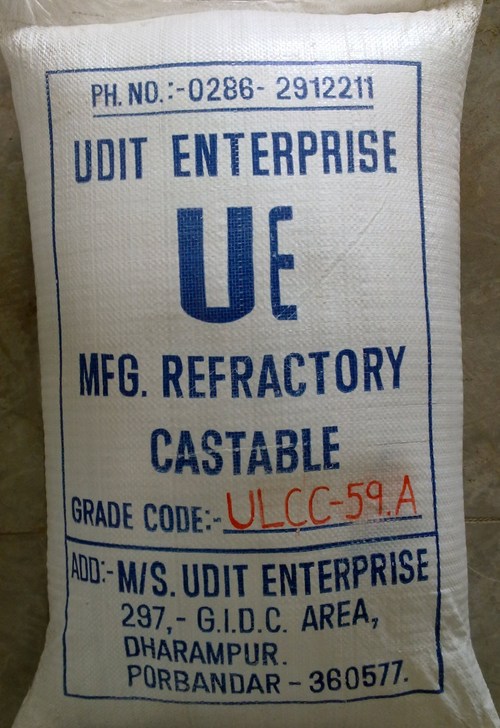 PH. NO.:-0286- 2912211
UDIT ENTERPRISE
UE
MFG. REFRACTORY
CASTABLE
GRADE CODE:- ULCC-59.A
ADD:- M/S. UDIT ENTERPRISE
297,- G.I.D.C. AREA,
DHARAMPUR.
PORBANDAR - 360577.